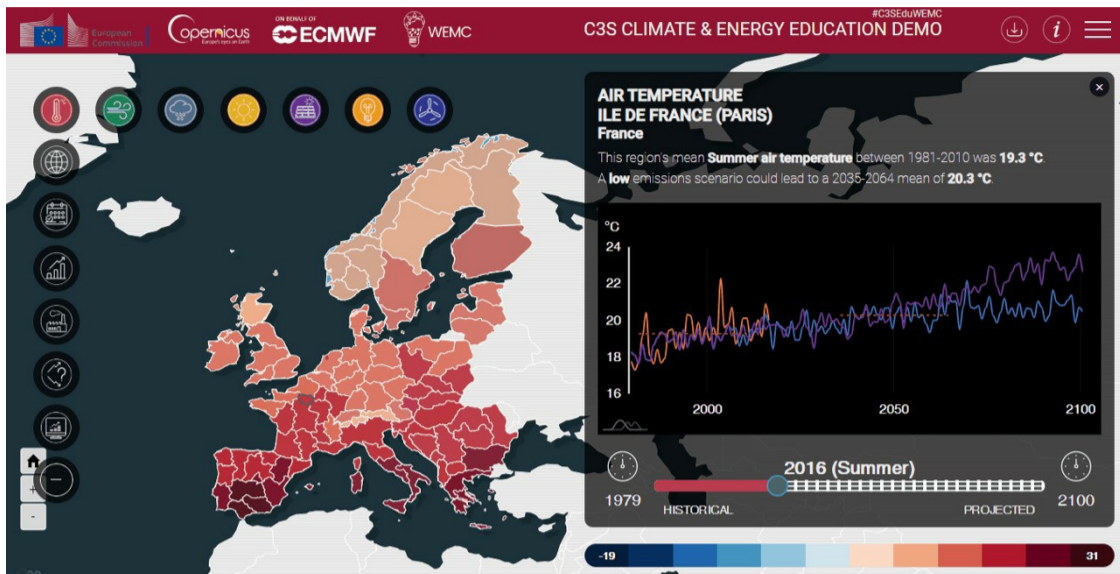 European
Commission
Copernicus
Europe's eyes on Earth
ON BEHALF OF
ECMWF
WEMC
#C3SEduWEMC
C3S CLIMATE & ENERGY EDUCATION DEMO
i
AIR TEMPERATURE
ILE DE FRANCE (PARIS)
France
This region's mean Summer air temperature between 1981-2010 was 19.3 °C.
A low emissions scenario could lead to a 2035-2064 mean of 20.3 °C.
°C
24
22
20
18
16
2000
2050
2100
2016 (Summer)
1979
2100
HISTORICAL
PROJECTED
-19
31